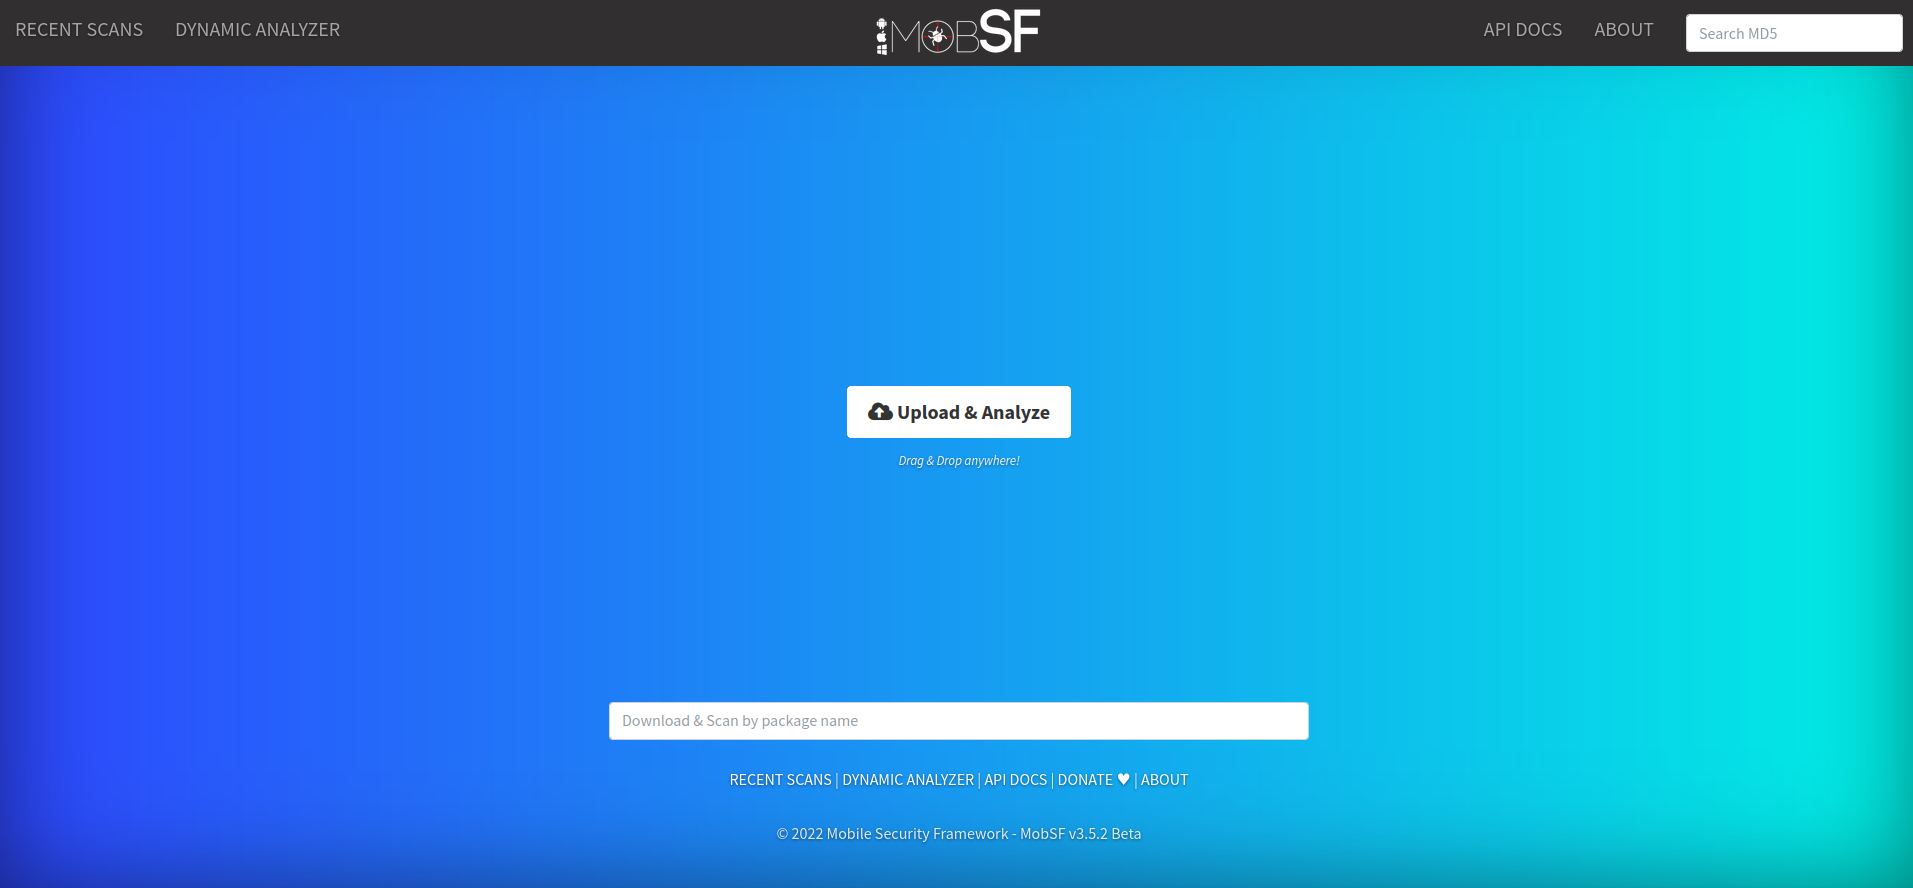 RECENT SCANS DYNAMIC ANALYZER MOBSF API DOCS ABOUT Search MD5
Upload & Analyze
Drag & Drop anywhere!
Download & Scan by package name
RECENT SCANS | DYNAMIC ANALYZER | API DOCS | DONATE ♥ | ABOUT
© 2022 Mobile Security Framework - MobSF v3.5.2 Beta